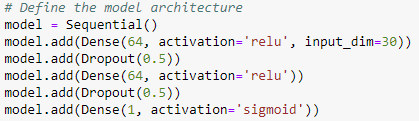 # Define the model architecture
model = Sequential()
model.add(Dense(64, activation='relu', input_dim=30))
model.add(Dropout(0.5))
model.add(Dense(64, activation='relu'))
model.add(Dropout(0.5))
model.add(Dense(1, activation='sigmoid'))